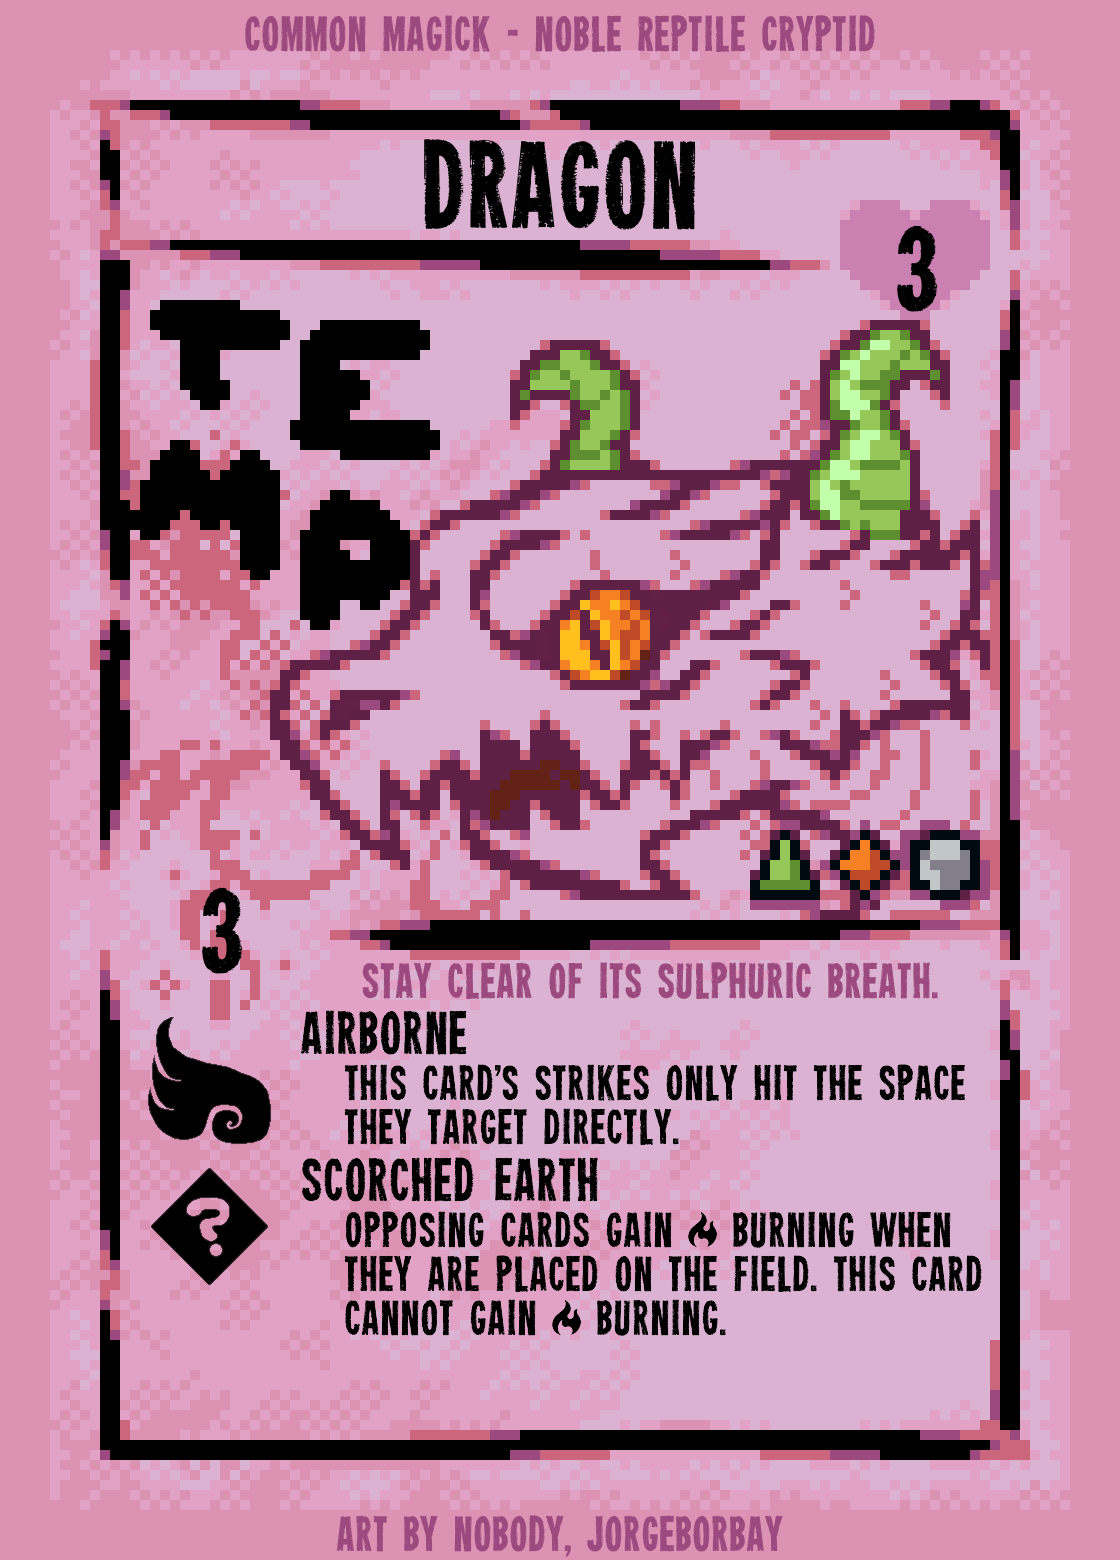 COMMON MAGICK - NOBLE REPTILE CRYPTID
DRAGON
3
TE
MP
3
STAY CLEAR OF ITS SULPHURIC BREATH.
AIRBORNE
THIS CARD'S STRIKES ONLY HIT THE SPACE
THEY TARGET DIRECTLY.
?
SCORCHED EARTH
OPPOSING CARDS GAIN BURNING WHEN
THEY ARE PLACED ON THE FIELD. THIS CARD
CANNOT GAIN BURNING.
ART BY NOBODY, JORGEBORBAY